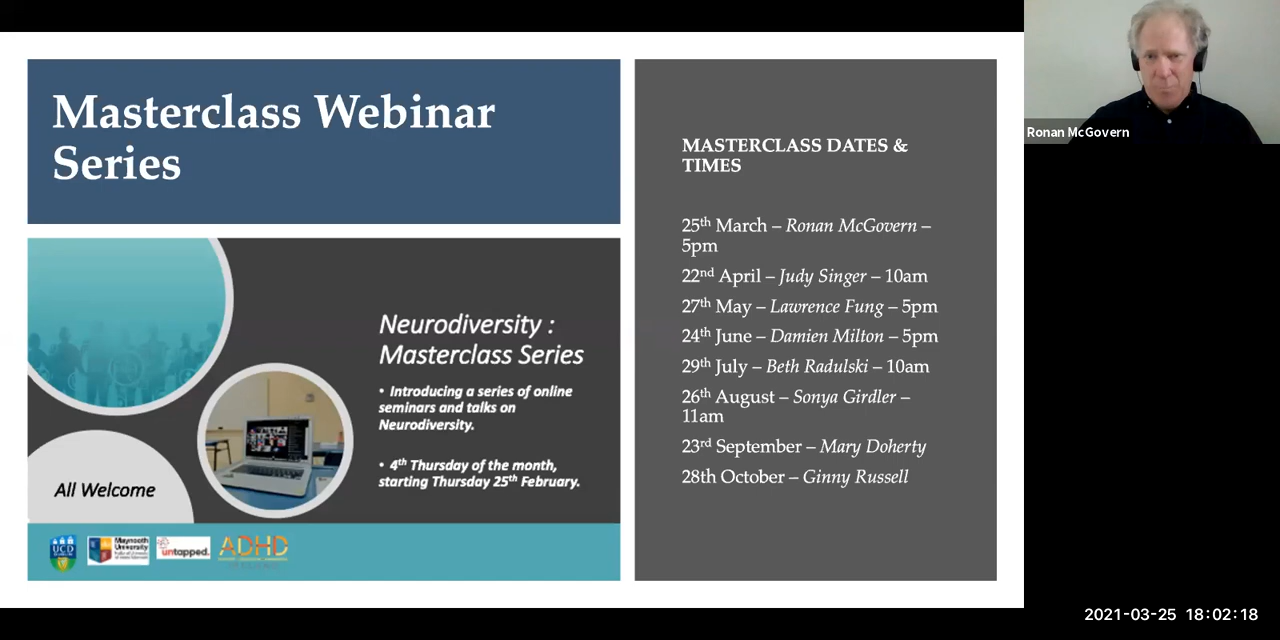 Masterclass Webinar
Series
Neurodiversity :
Masterclass Series
• Introducing a series of online
seminars and talks on
Neurodiversity.
• 4th Thursday of the month,
starting Thursday 25th February.
All Welcome
UCD
Maynooth
University
untapped.
ADHD
MASTERCLASS DATES &
TIMES
25th March – Ronan McGovern –
5pm
22nd April – Judy Singer – 10am
27th May – Lawrence Fung – 5pm
24th June – Damien Milton – 5pm
29th July – Beth Radulski – 10am
26th August – Sonya Girdler –
11am
23rd September – Mary Doherty
28th October – Ginny Russell
Ronan McGovern
2021-03-25 18:02:18